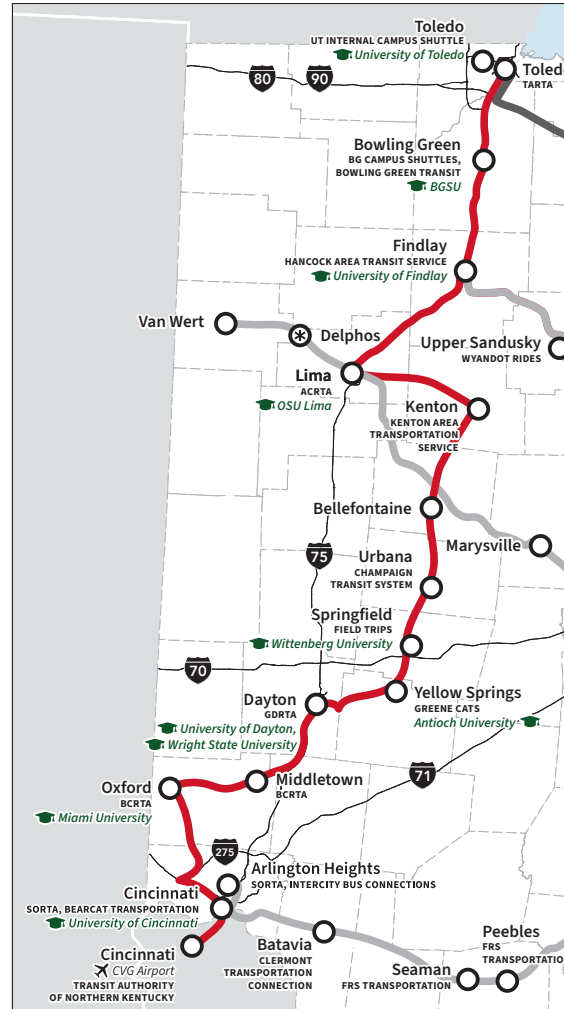 Toledo
UT INTERNAL CAMPUS SHUTTLE
University of Toledo
Toled
TARTA
80
90
Bowling Green
BG CAMPUS SHUTTLES,
BOWLING GREEN TRANSIT
BGSU
Findlay
HANCOCK AREA TRANSIT SERVICE
University of Findlay
Van Wert
Delphos
Upper Sandusky
WYANDOT RIDES
Lima
ACRTA
OSU Lima
Kenton
KENTON AREA
TRANSPORTATION
SERVICE
Bellefontaine
Marysville
75
Urbana
CHAMPAIGN
TRANSIT SYSTEM
Springfield
FIELD TRIPS
Wittenberg University
70
Dayton
GDRTA
University of Dayton,
Wright State University
Yellow Springs
GREENE CATS
Antioch University
71
Oxford
BCRTA
Miami University
Middletown
BCRTA
275
Arlington Heights
SORTA, INTERCITY BUS CONNECTIONS
Cincinnati
SORTA, BEARCAT TRANSPORTATION
University of Cincinnati
Cincinnati
CVG Airport
TRANSIT AUTHORITY
OF NORTHERN KENTUCKY
Batavia
CLERMONT
TRANSPORTATION
CONNECTION
Seaman
FRS TRANSPORTATION
Peebles
FRS
TRANSPORTATIO